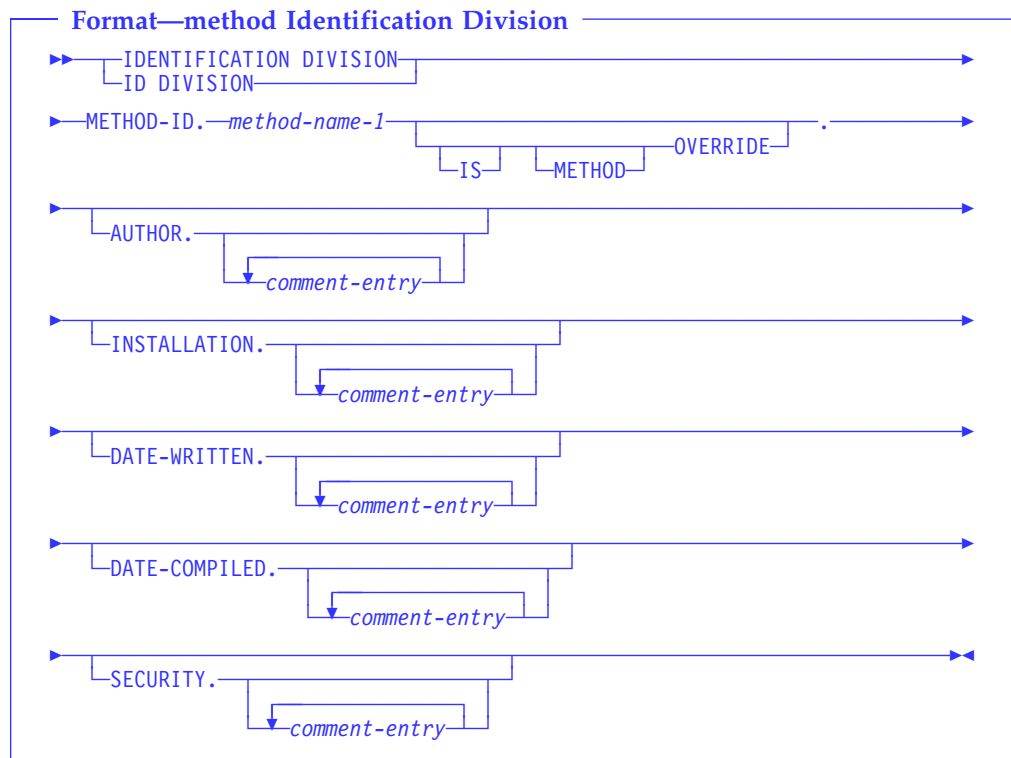 Format—method Identification Division
IDENTIFICATION DIVISION
ID DIVISION
METHOD-ID. method-name-1 .
IS METHOD OVERRIDE
AUTHOR.
comment-entry
INSTALLATION.
comment-entry
DATE-WRITTEN.
comment-entry
DATE-COMPILED.
comment-entry
SECURITY.
comment-entry